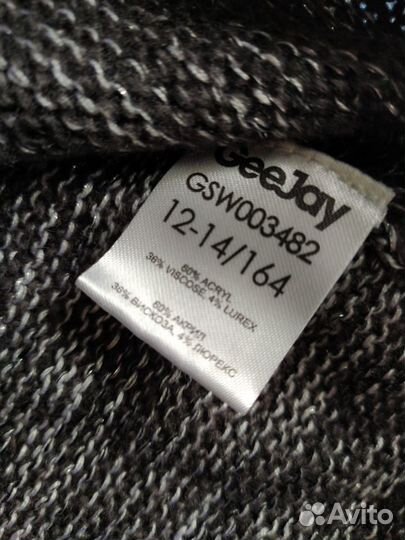 GeeJay
GSW003482
12-14/164
60% ACRYL
36% VISCOSE, 4% LUREX
60% АКРИЛ
36% ВИСКОЗА, 4% ЛЮРЕКС
Avito